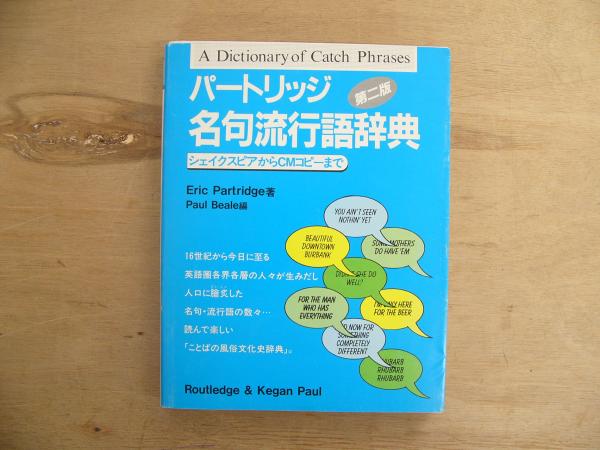 A Dictionary of Catch Phrases
パートリッジ
第二版
名句流行語辞典
シェイクスピアからCMコピーまで
Eric Partridge著
Paul Beale編
YOU AIN'T SEEN
NOTHIN' YET
BEAUTIFUL
DOWNTOWN
BURBANK
MOTHERS
DO HAVE 'EM
SHE DO
WELL?
FOR THE MAN
WHO HAS
EVERYTHING
HERE
FOR THE BEER
NOW FOR
COMPLETELY
DIFFERENT
RHUBARB
RHUBARB
16世紀から今日に至る
英語圏各界各層の人々が生みだし
人口に膾炙した
名句・流行語の数々…
読んで楽しい
「ことばの風俗文化史辞典」。
Routledge & Kegan Paul